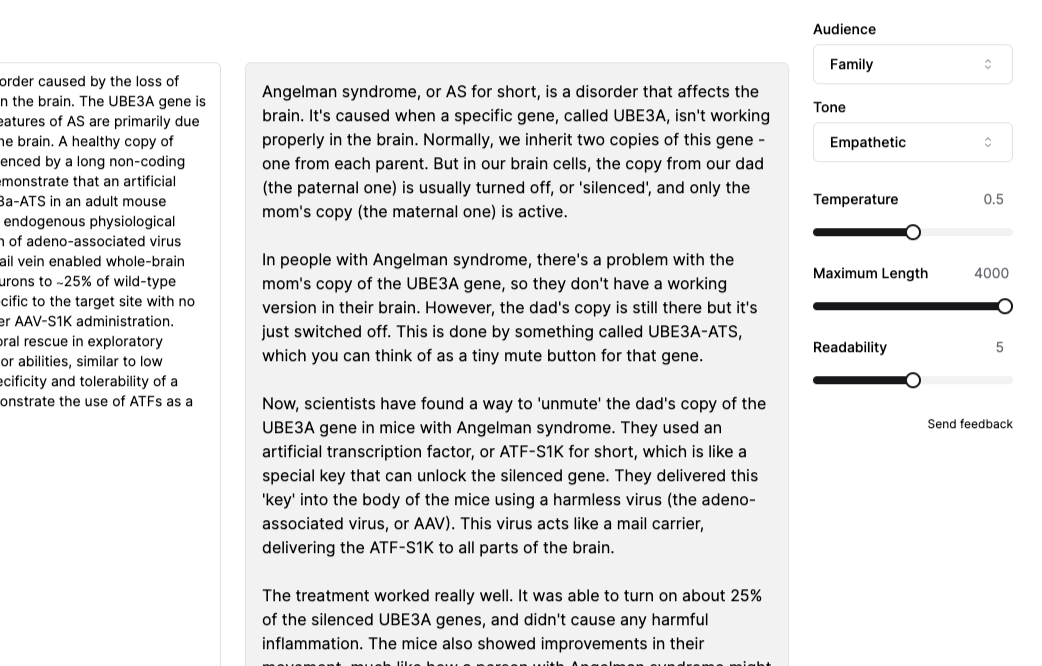 order caused by the loss of
n the brain. The UBE3A gene is
eatures of AS are primarily due
he brain. A healthy copy of
enced by a long non-coding
monstrate that an artificial
3a-ATS in an adult mouse
endogenous physiological
n of adeno-associated virus
ail vein enabled whole-brain
urons to ~25% of wild-type
cific to the target site with no
er AAV-S1K administration.
oral rescue in exploratory
or abilities, similar to low
ecificity and tolerability of a
onstrate the use of ATFs as a
Angelman syndrome, or AS for short, is a disorder that affects the
brain. It's caused when a specific gene, called UBE3A, isn't working
properly in the brain. Normally, we inherit two copies of this gene -
one from each parent. But in our brain cells, the copy from our dad
(the paternal one) is usually turned off, or 'silenced', and only the
mom's copy (the maternal one) is active.
In people with Angelman syndrome, there's a problem with the
mom's copy of the UBE3A gene, so they don't have a working
version in their brain. However, the dad's copy is still there but it's
just switched off. This is done by something called UBE3A-ATS,
which you can think of as a tiny mute button for that gene.
Now, scientists have found a way to 'unmute' the dad's copy of the
UBE3A gene in mice with Angelman syndrome. They used an
artificial transcription factor, or ATF-S1K for short, which is like a
special key that can unlock the silenced gene. They delivered this
'key' into the body of the mice using a harmless virus (the adeno-
associated virus, or AAV). This virus acts like a mail carrier,
delivering the ATF-S1K to all parts of the brain.
The treatment worked really well. It was able to turn on about 25%
of the silenced UBE3A genes, and didn't cause any harmful
inflammation. The mice also showed improvements in their
movement, much like how a person with Angelman syndrome might
Audience
Family
Tone
Empathetic
Temperature 0.5
Maximum Length 4000
Readability 5
Send feedback